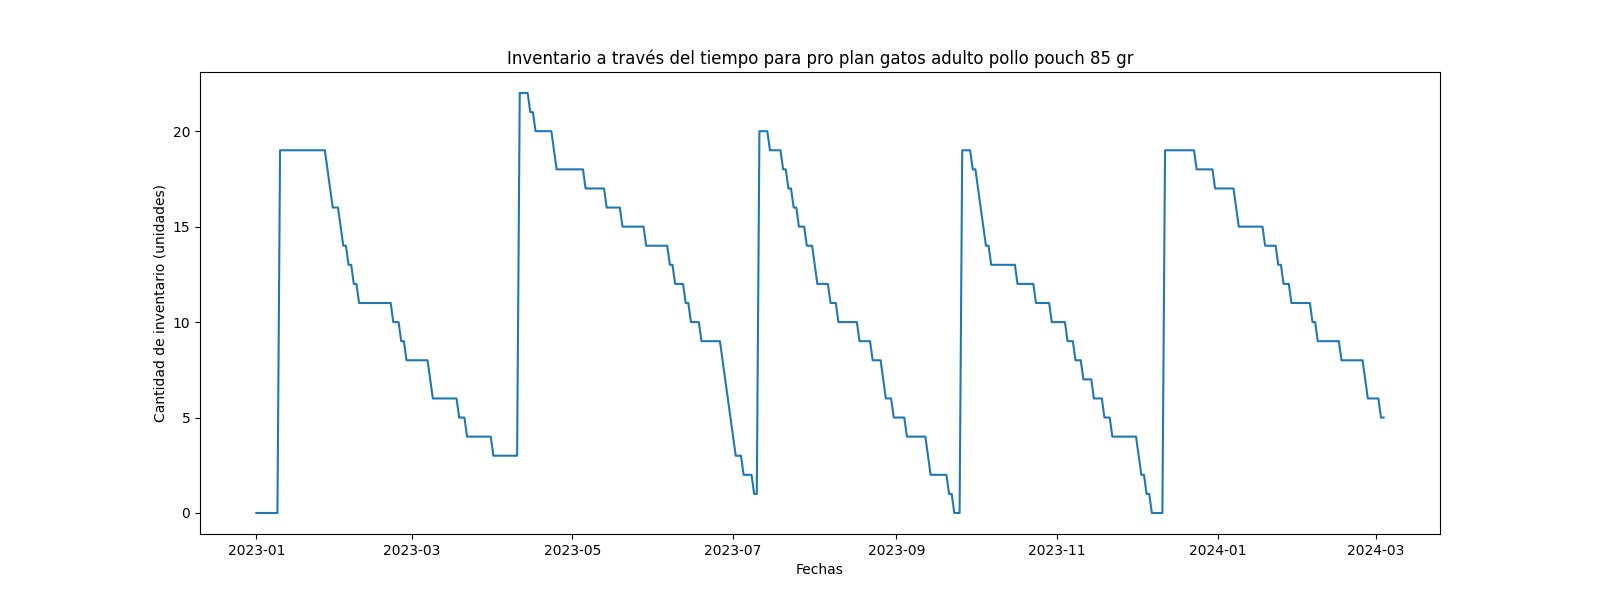 Inventario a través del tiempo para pro plan gatos adulto pollo pouch 85 gr
Cantidad de inventario (unidades)
20
15
10
5
0
2023-01 2023-03 2023-05 2023-07 2023-09 2023-11 2024-01 2024-03
Fechas